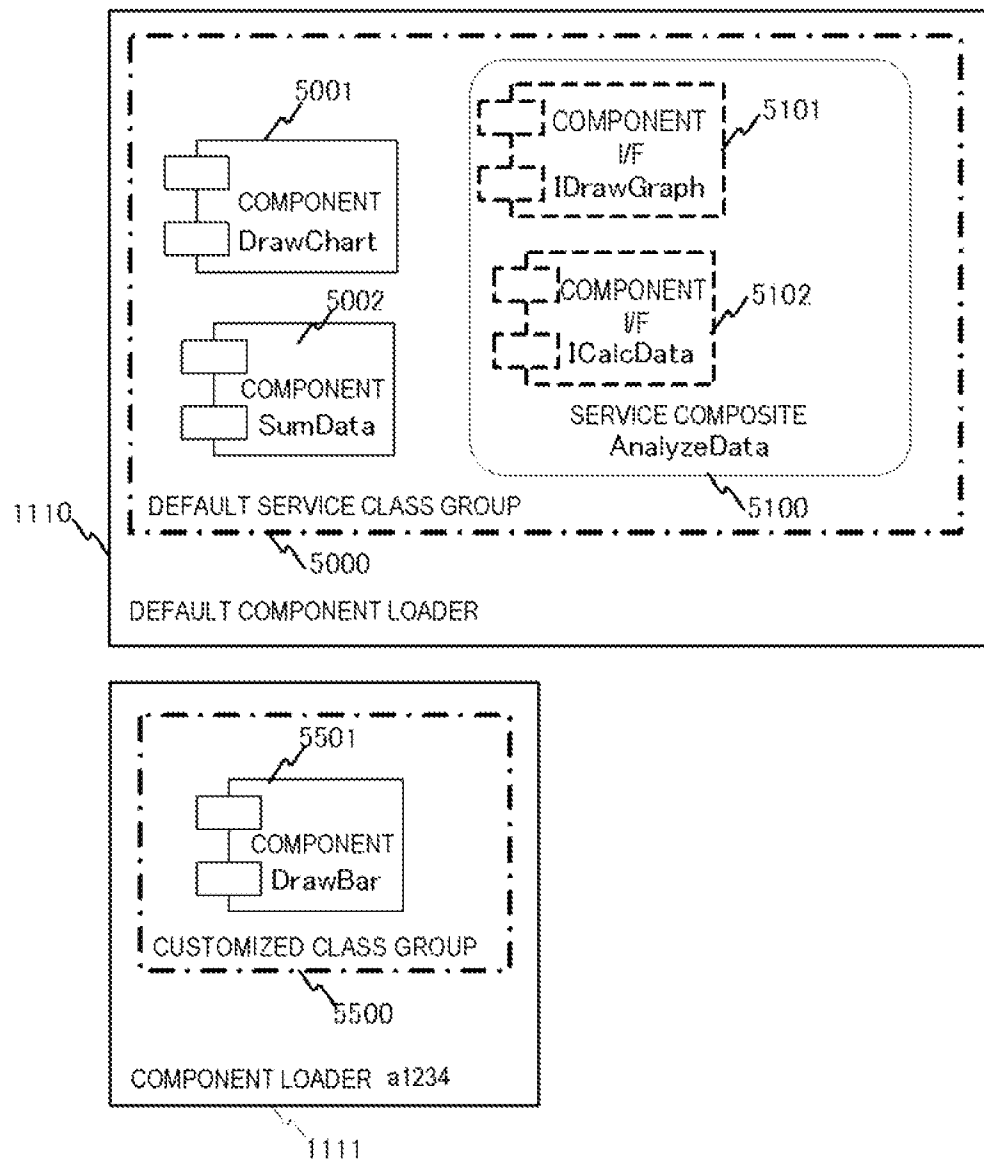 5001
COMPONENT
DrawChart
5002
COMPONENT
SumData
COMPONENT
I/F
IDrawGraph
5101
COMPONENT
I/F
ICalcData
5102
SERVICE COMPOSITE
AnalyzeData
5100
DEFAULT SERVICE CLASS GROUP
5000
1110
DEFAULT COMPONENT LOADER
5501
COMPONENT
DrawBar
CUSTOMIZED CLASS GROUP
5500
COMPONENT LOADER a1234
1111